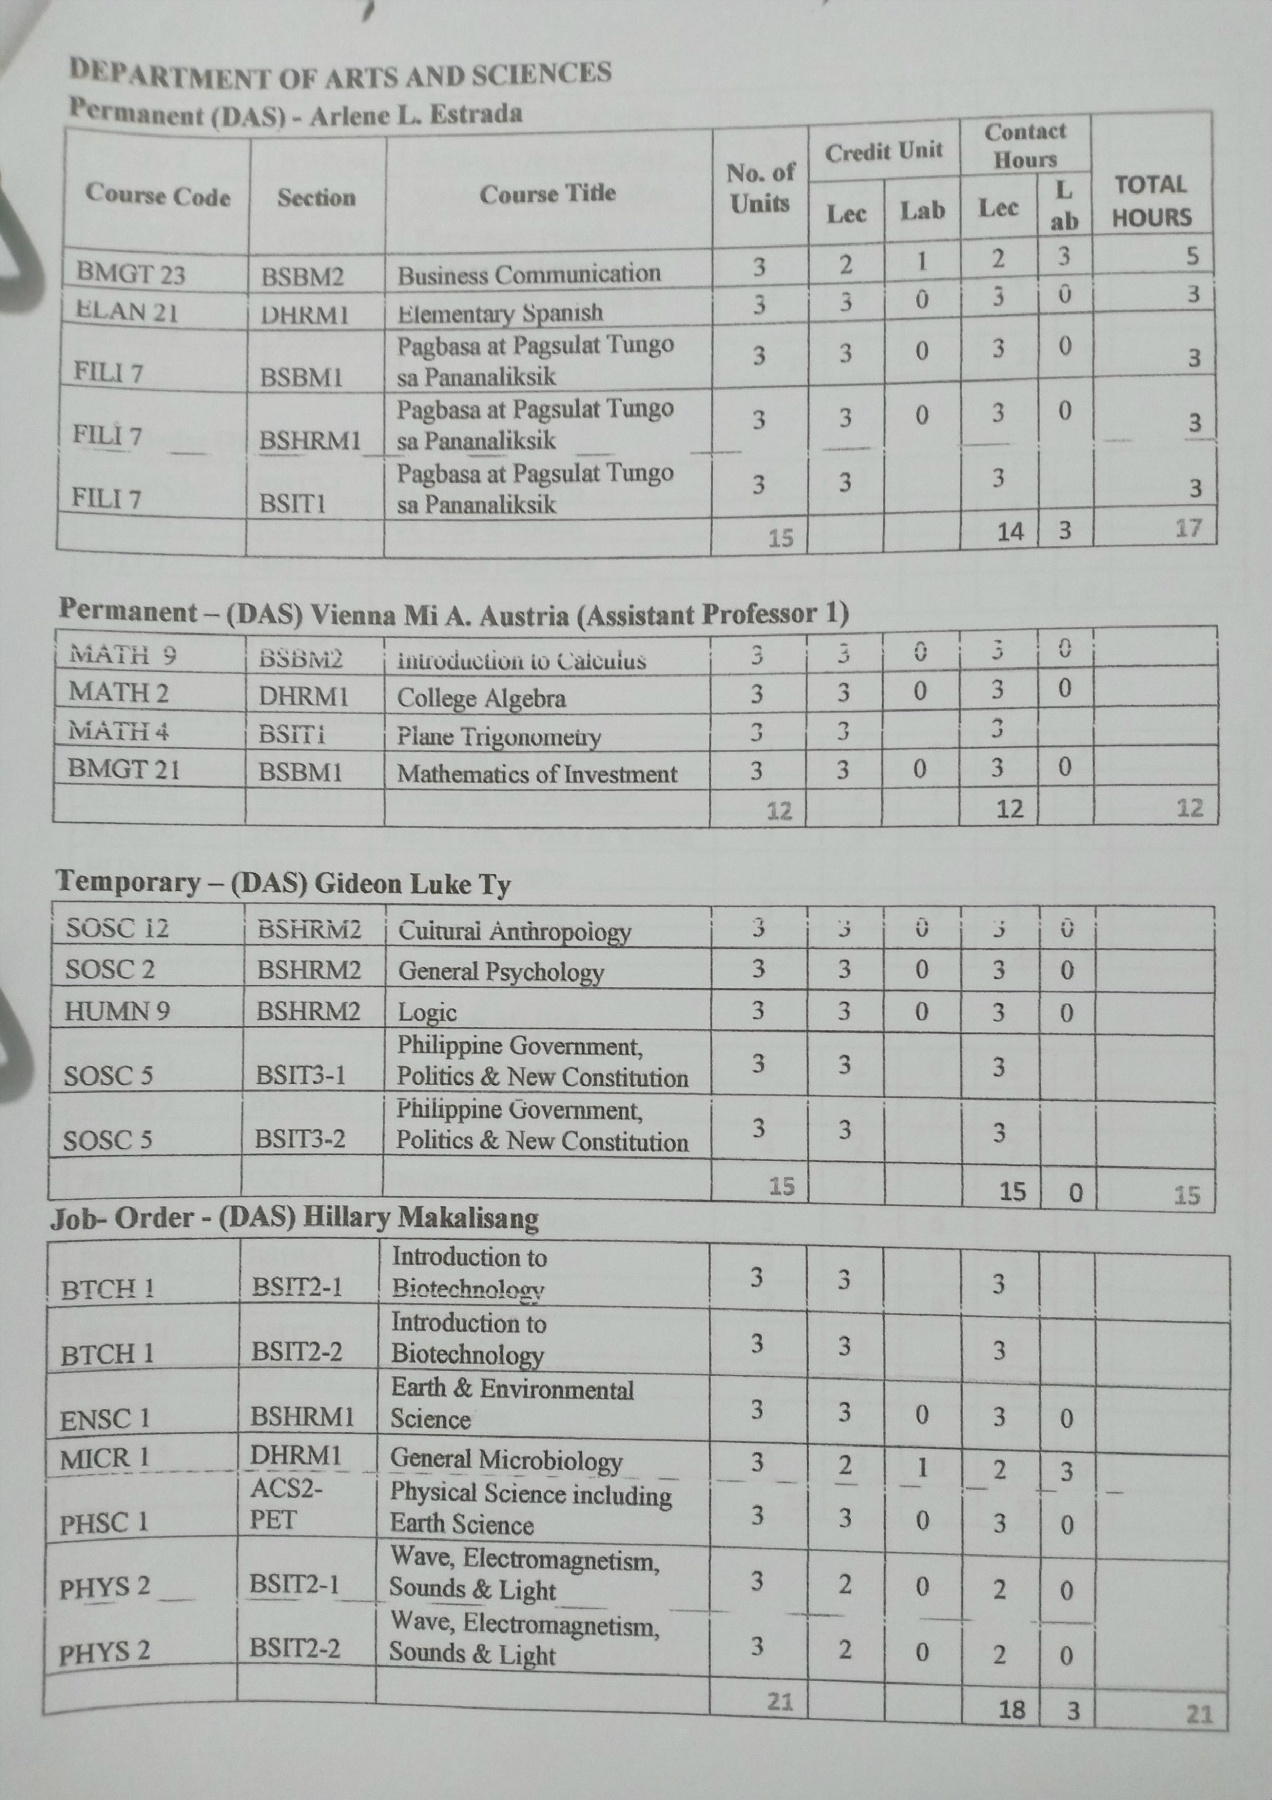 DEPARTMENT OF ARTS AND SCIENCES
Permanent (DAS) - Arlene L. Estrada
Course Code Section Course Title No. of Units Credit Unit Contact Hours TOTAL HOURS
Lec Lab Lec Lab
BMGT 23 BSBM2 Business Communication 3 2 1 2 3 5
ELAN 21 DHRM1 Elementary Spanish 3 3 0 3 0 3
FILI 7 BSBM1 Pagbasa at Pagsulat Tungo sa Pananaliksik 3 3 0 3 0 3
FILI 7 BSHRM1 Pagbasa at Pagsulat Tungo sa Pananaliksik 3 3 0 3 0 3
FILI 7 BSIT1 Pagbasa at Pagsulat Tungo sa Pananaliksik 3 3 3 3
15 14 3 17
Permanent – (DAS) Vienna Mi A. Austria (Assistant Professor 1)
MATH 9 BSBM2 Introduction to Calculus 3 3 0 3 0
MATH 2 DHRM1 College Algebra 3 3 0 3 0
MATH 4 BSIT1 Plane Trigonometry 3 3 3
BMGT 21 BSBM1 Mathematics of Investment 3 3 0 3 0
12 12 12
Temporary – (DAS) Gideon Luke Ty
SOSC 12 BSHRM2 Cultural Anthropology 3 3 0 3 0
SOSC 2 BSHRM2 General Psychology 3 3 0 3 0
HUMN 9 BSHRM2 Logic 3 3 0 3 0
SOSC 5 BSIT3-1 Philippine Government, Politics & New Constitution 3 3 3
SOSC 5 BSIT3-2 Philippine Government, Politics & New Constitution 3 3 3
15 15 0 15
Job- Order - (DAS) Hillary Makalisang
BTCH 1 BSIT2-1 Introduction to Biotechnology 3 3 3
BTCH 1 BSIT2-2 Introduction to Biotechnology 3 3 3
ENSC 1 BSHRM1 Earth & Environmental Science 3 3 0 3 0
MICR 1 DHRM1 General Microbiology 3 2 1 2 3
PHSC 1 ACS2-PET Physical Science including Earth Science 3 3 0 3 0
PHYS 2 BSIT2-1 Wave, Electromagnetism, Sounds & Light 3 2 0 2 0
PHYS 2 BSIT2-2 Wave, Electromagnetism, Sounds & Light 3 2 0 2 0
21 18 3 21